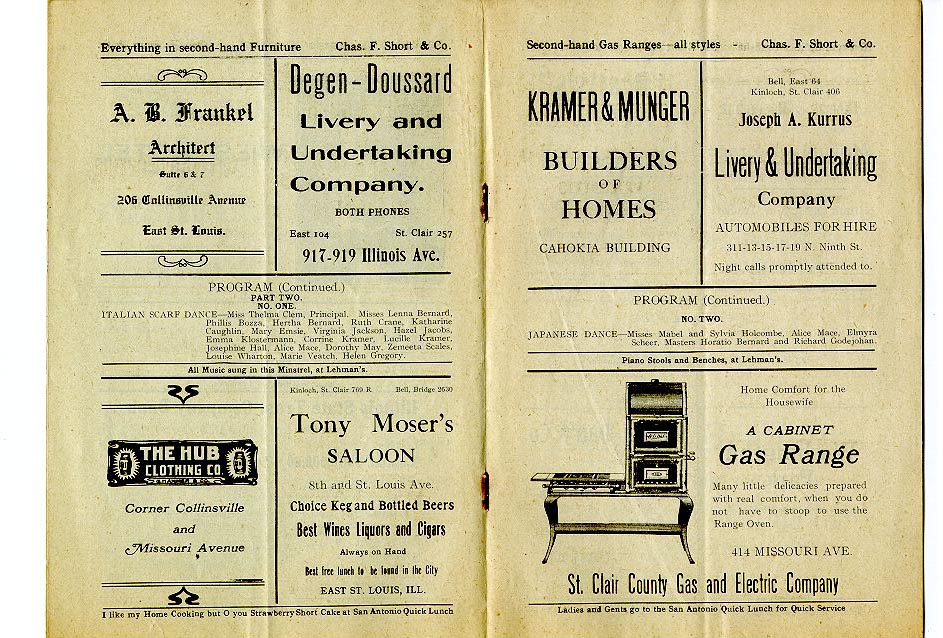 Everything in second-hand Furniture Chas. F. Short & Co.
A. B. Frankel
Architect
Suite 6 & 7
206 Collinsville Avenue
East St. Louis.
Degen-Doussard
Livery and
Undertaking
Company.
BOTH PHONES
East 104 St. Clair 257
917-919 Illinois Ave.
PROGRAM (Continued.)
PART TWO.
NO. ONE.
ITALIAN SCARF DANCE—Miss Thelma Clem, Principal. Misses Lenna Bernard,
Phillis Bozza, Hertha Bernard, Ruth Crane, Katharine
Caughlin, Mary Emsie, Virginia Jackson, Hazel Jacobs,
Emma Klostermann, Corrine Kramer, Lucille Kramer,
Josephine Hall, Alice Mace, Dorothy May, Zemeeta Scales,
Louise Wharton, Marie Veatch, Helen Gregory.
All Music sung in this Minstrel, at Lehman's.
THE HUB
CLOTHING CO.
Corner Collinsville
and
Missouri Avenue
Kinloch, St. Clair 769 R Bell, Bridge 2630
Tony Moser's
SALOON
8th and St. Louis Ave.
Choice Keg and Bottled Beers
Best Wines Liquors and Cigars
Always on Hand
Best free lunch to be found in the City
EAST ST. LOUIS, ILL.
I like my Home Cooking but O you Strawberry Short Cake at San Antonio Quick Lunch
Second-hand Gas Ranges—all styles - Chas. F. Short & Co.
KRAMER & MUNGER
BUILDERS
OF
HOMES
CAHOKIA BUILDING
Bell, East 64
Kinloch, St. Clair 406
Joseph A. Kurrus
Livery & Undertaking
Company
AUTOMOBILES FOR HIRE
311-13-15-17-19 N. Ninth St.
Night calls promptly attended to.
PROGRAM (Continued.)
NO. TWO.
JAPANESE DANCE—Misses Mabel and Sylvia Holcombe, Alice Mace, Elmyra
Scheer, Masters Horatio Bernard and Richard Godejohan.
Piano Stools and Benches, at Lehman's.
Home Comfort for the
Housewife
A CABINET
Gas Range
Many little delicacies prepared
with real comfort, when you do
not have to stoop to use the
Range Oven.
414 MISSOURI AVE.
St. Clair County Gas and Electric Company
Ladies and Gents go to the San Antonio Quick Lunch for Quick Service